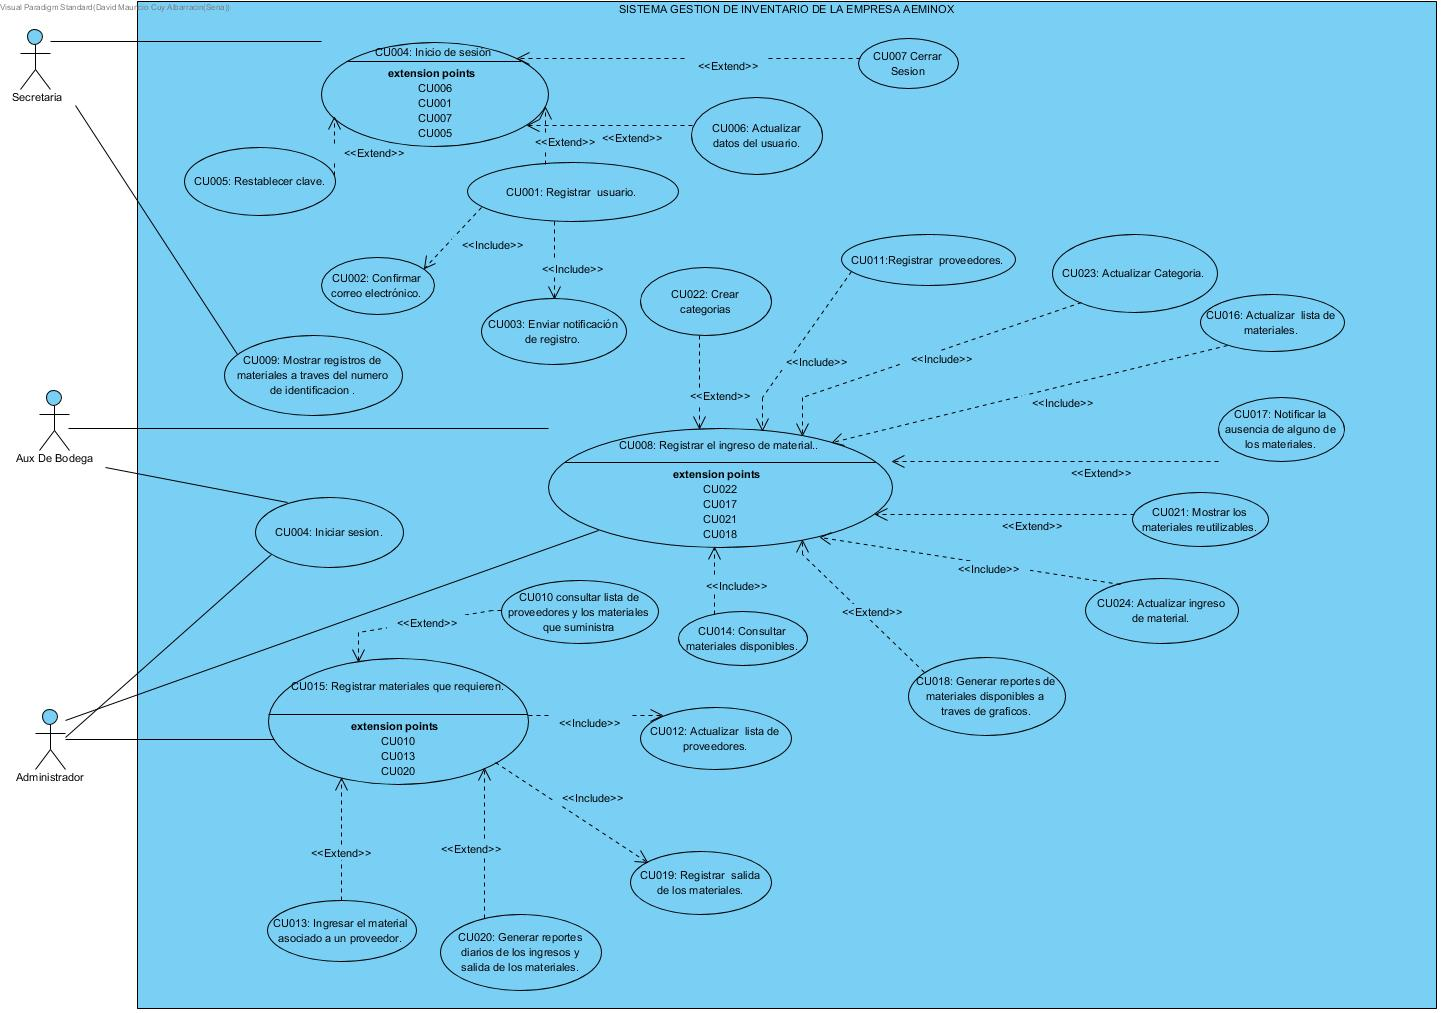 Visual Paradigm Standard(David Mauricio Cuy Albarracin(Sena))
SISTEMA GESTION DE INVENTARIO DE LA EMPRESA AEMINOX
Secretaria
CU004: Inicio de sesión
extension points
CU006
CU001
CU007
CU005
<<Extend>>
CU007 Cerrar
Sesion
<<Extend>>
<<Extend>>
CU006: Actualizar
datos del usuario.
<<Extend>>
CU005: Restablecer clave.
CU001: Registrar  usuario.
<<Include>>
<<Include>>
CU002: Confirmar
correo electrónico.
CU003: Enviar notificación
de registro.
CU009: Mostrar registros de
materiales a traves del numero
de identificacion .
CU022: Crear
categorias
CU011:Registrar  proveedores.
CU023: Actualizar Categoria.
CU016: Actualizar  lista de
materiales.
<<Include>>
<<Include>>
<<Extend>>
<<Include>>
Aux De Bodega
CU017: Notificar la
ausencia de alguno de
los materiales.
CU008: Registrar el ingreso de material..
extension points
CU022
CU017
CU021
CU018
<<Extend>>
CU021: Mostrar los
materiales reutilizables.
<<Extend>>
CU004: Iniciar sesion.
<<Include>>
<<Include>>
CU024: Actualizar ingreso
de material.
<<Extend>>
CU010 consultar lista de
proveedores y los materiales
que suministra
<<Extend>>
CU014: Consultar
materiales disponibles.
CU018: Generar reportes de
materiales disponibles a
traves de graficos.
Administrador
CU015: Registrar materiales que requieren.
extension points
CU010
CU013
CU020
<<Include>>
CU012: Actualizar  lista de
proveedores.
<<Include>>
<<Extend>>
<<Extend>>
CU019: Registrar  salida
de los materiales.
CU013: Ingresar el material
asociado a un proveedor.
CU020: Generar reportes
diarios de los ingresos y
salida de los materiales.